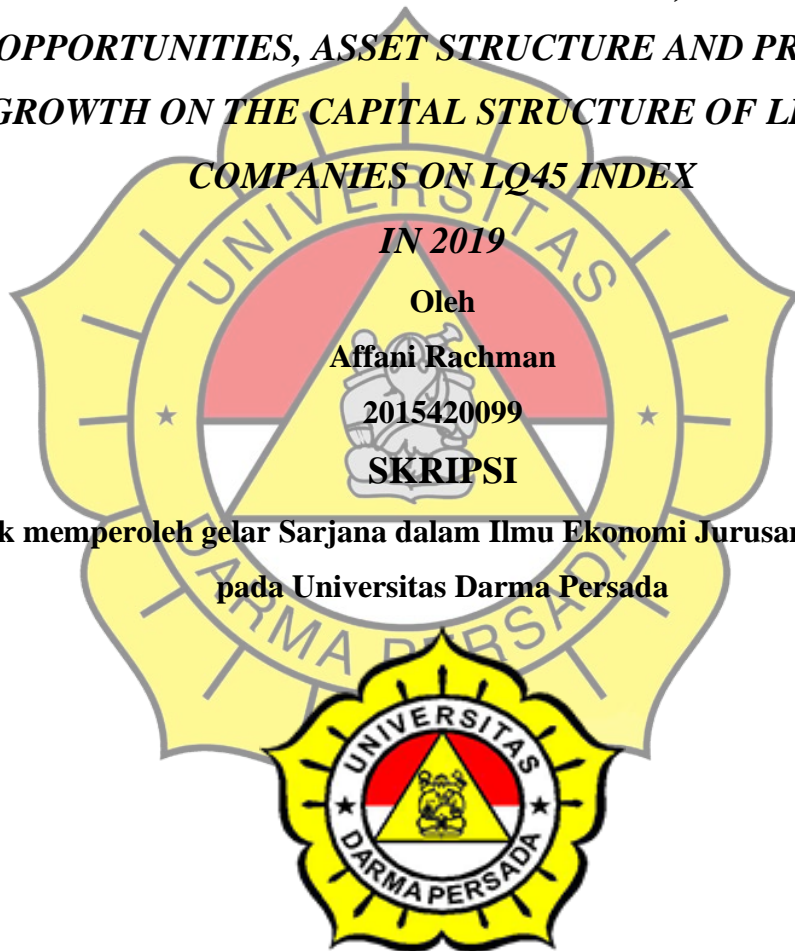 OPPORTUNITIES, ASSET STRUCTURE AND PR
GROWTH ON THE CAPITAL STRUCTURE OF
COMPANIES ON LQ45 INDEX
IN 2019
Oleh
Affani Rachman
2015420099
SKRIPSI
memperoleh gelar Sarjana dalam Ilmu Ekonomi Jurusan
pada Universitas Darma Persada
UNIVERSITAS
DARMA PERSADA
UNIVERSITAS
DARMA PERSADA